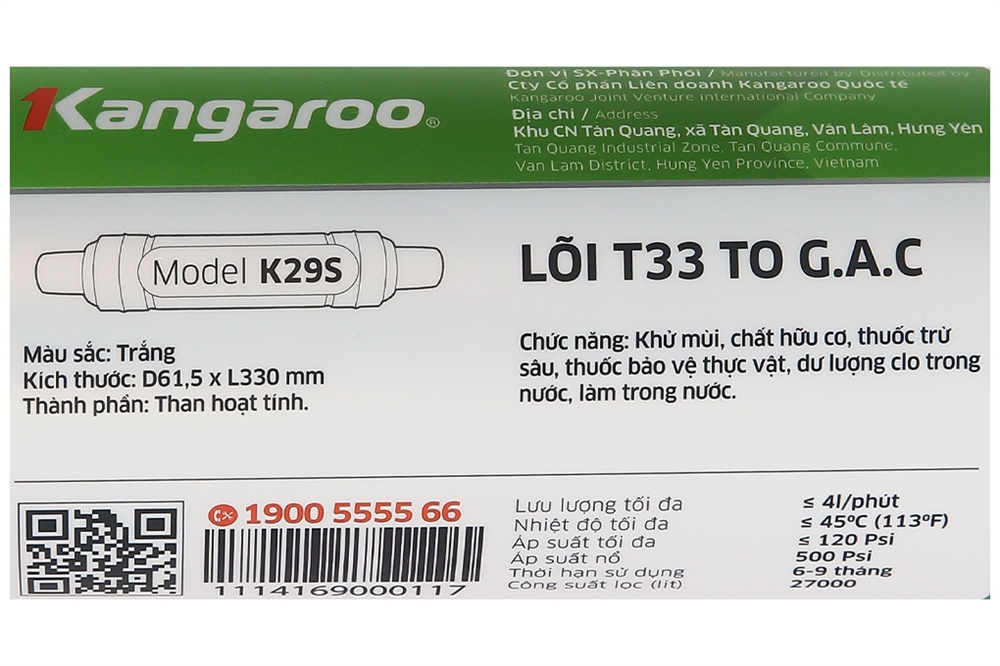 Kangaroo®
Đơn vị SX-Phân Phối / Manufactured by Distributed by
Cty Cổ phần Liên doanh Kangaroo Quốc tế
Kangaroo Joint Venture International Company
Địa chỉ / Address
Khu CN Tân Quang, xã Tân Quang, Văn Lâm, Hưng Yên
Tan Quang Industrial Zone, Tan Quang Commune,
Van Lam District, Hung Yen Province, Vietnam
Model K29S
Màu sắc: Trắng
Kích thước: D61,5 x L330 mm
Thành phần: Than hoạt tính.
LÕI T33 TO G.A.C
Chức năng: Khử mùi, chất hữu cơ, thuốc trừ
sâu, thuốc bảo vệ thực vật, dư lượng clo trong
nước, làm trong nước.
1900 5555 66
1114169000117
Lưu lượng tối đa ≤ 4l/phút
Nhiệt độ tối đa ≤ 45ºC (113ºF)
Áp suất tối đa ≤ 120 Psi
Áp suất nổ 500 Psi
Thời hạn sử dụng 6-9 tháng
Công suất lọc (lít) 27000